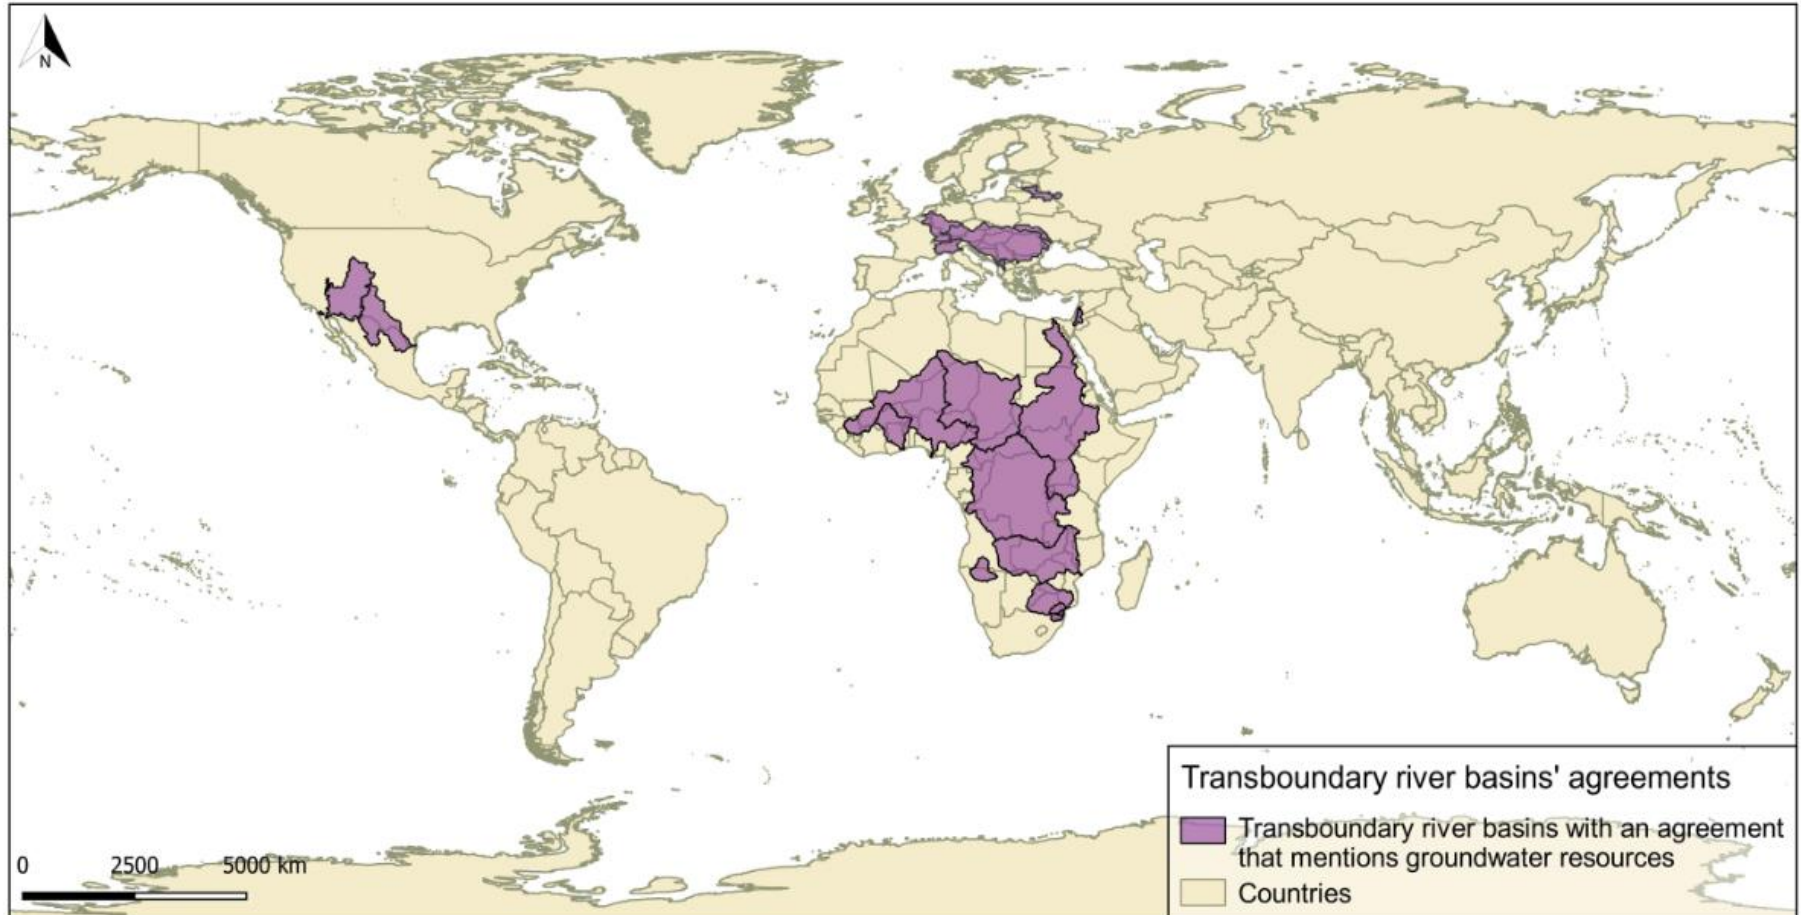 N
Transboundary river basins' agreements
Transboundary river basins with an agreement
that mentions groundwater resources
Countries
0 2500 5000 km